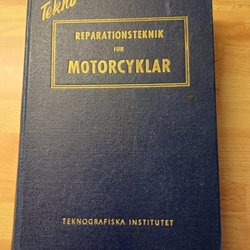 Tekno
REPARATIONSTEKNIK
FÖR
MOTORCYKLAR
TEKNOGRAFISKA INSTITUTET